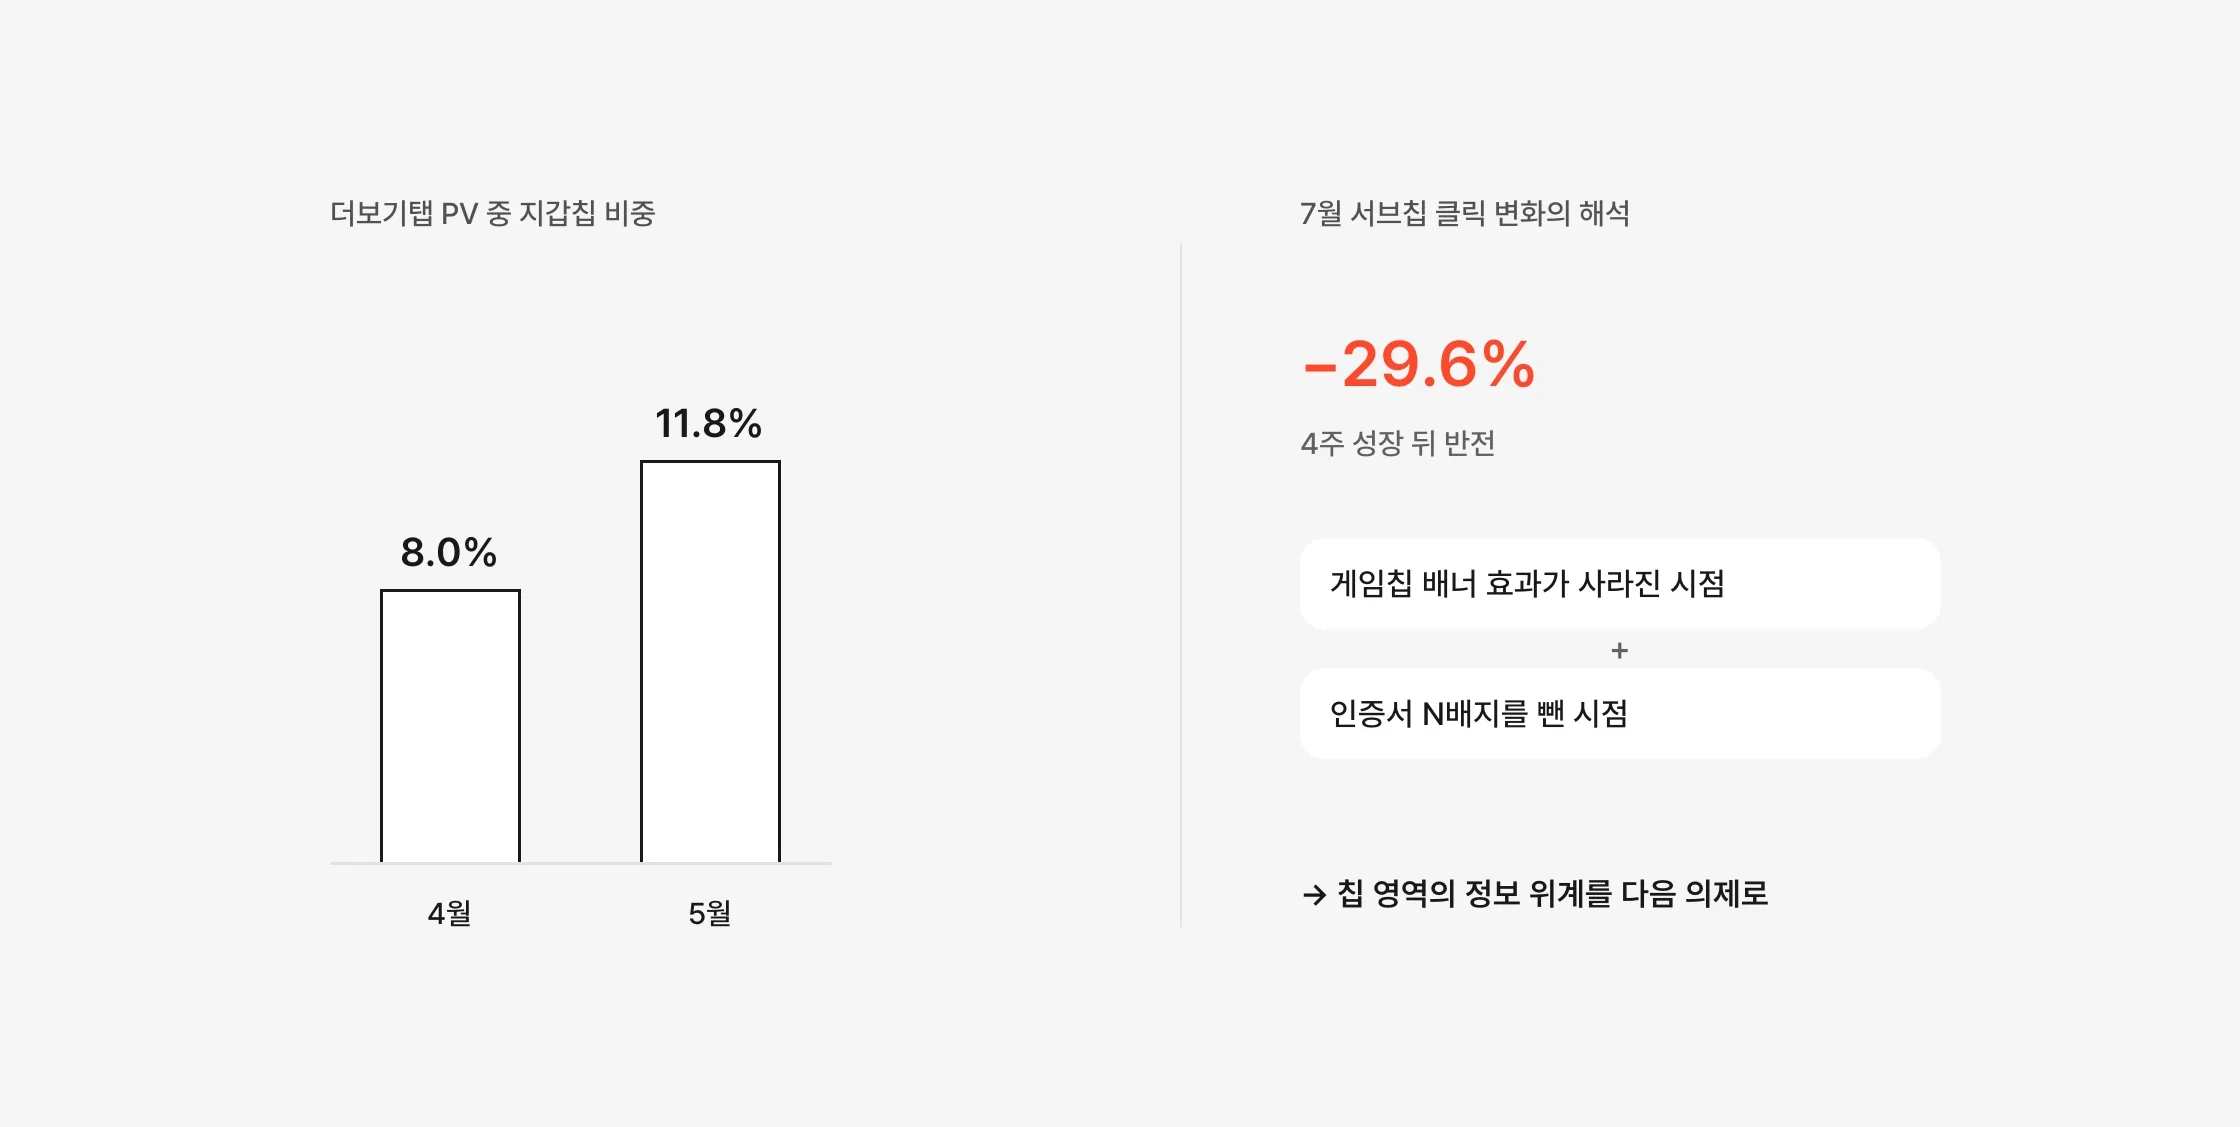 더보기탭 PV 중 지갑칩 비중
8.0%
11.8%
4월
5월
7월 서브칩 클릭 변화의 해석
–29.6%
4주 성장 뒤 반전
게임칩 배너 효과가 사라진 시점
+
인증서 N배지를 뺀 시점
→ 칩 영역의 정보 위계를 다음 의제로